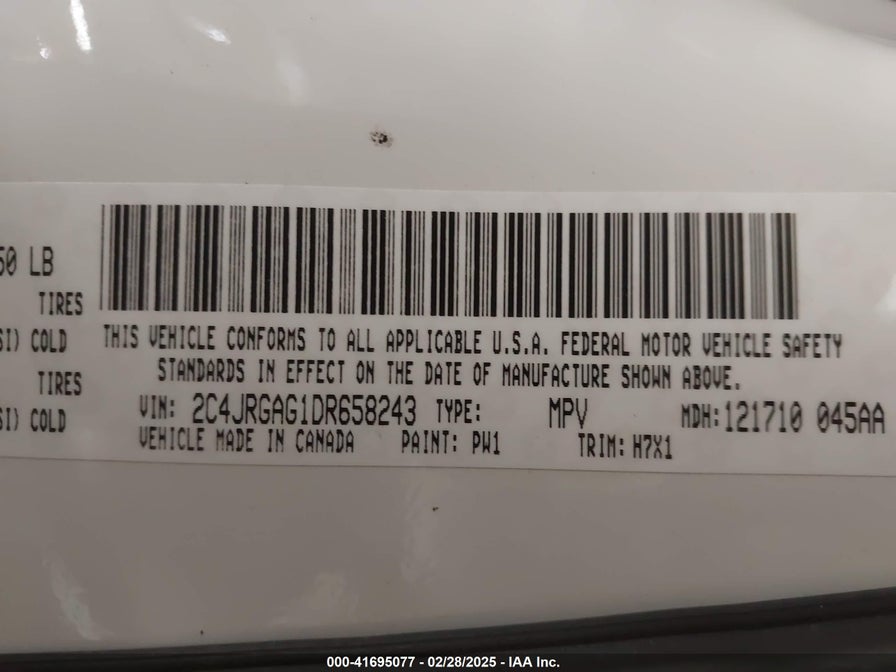 50 LB
TIRES
SI) COLD
TIRES
SI) COLD
THIS VEHICLE CONFORMS TO ALL APPLICABLE U.S.A. FEDERAL MOTOR VEHICLE SAFETY
STANDARDS IN EFFECT ON THE DATE OF MANUFACTURE SHOWN ABOVE.
VIN: 2C4JRGAG1DR658243 TYPE: MPV MDH:121710 045AA
VEHICLE MADE IN CANADA PAINT: PW1 TRIM: H7X1
000-41695077 - 02/28/2025 - IAA Inc.